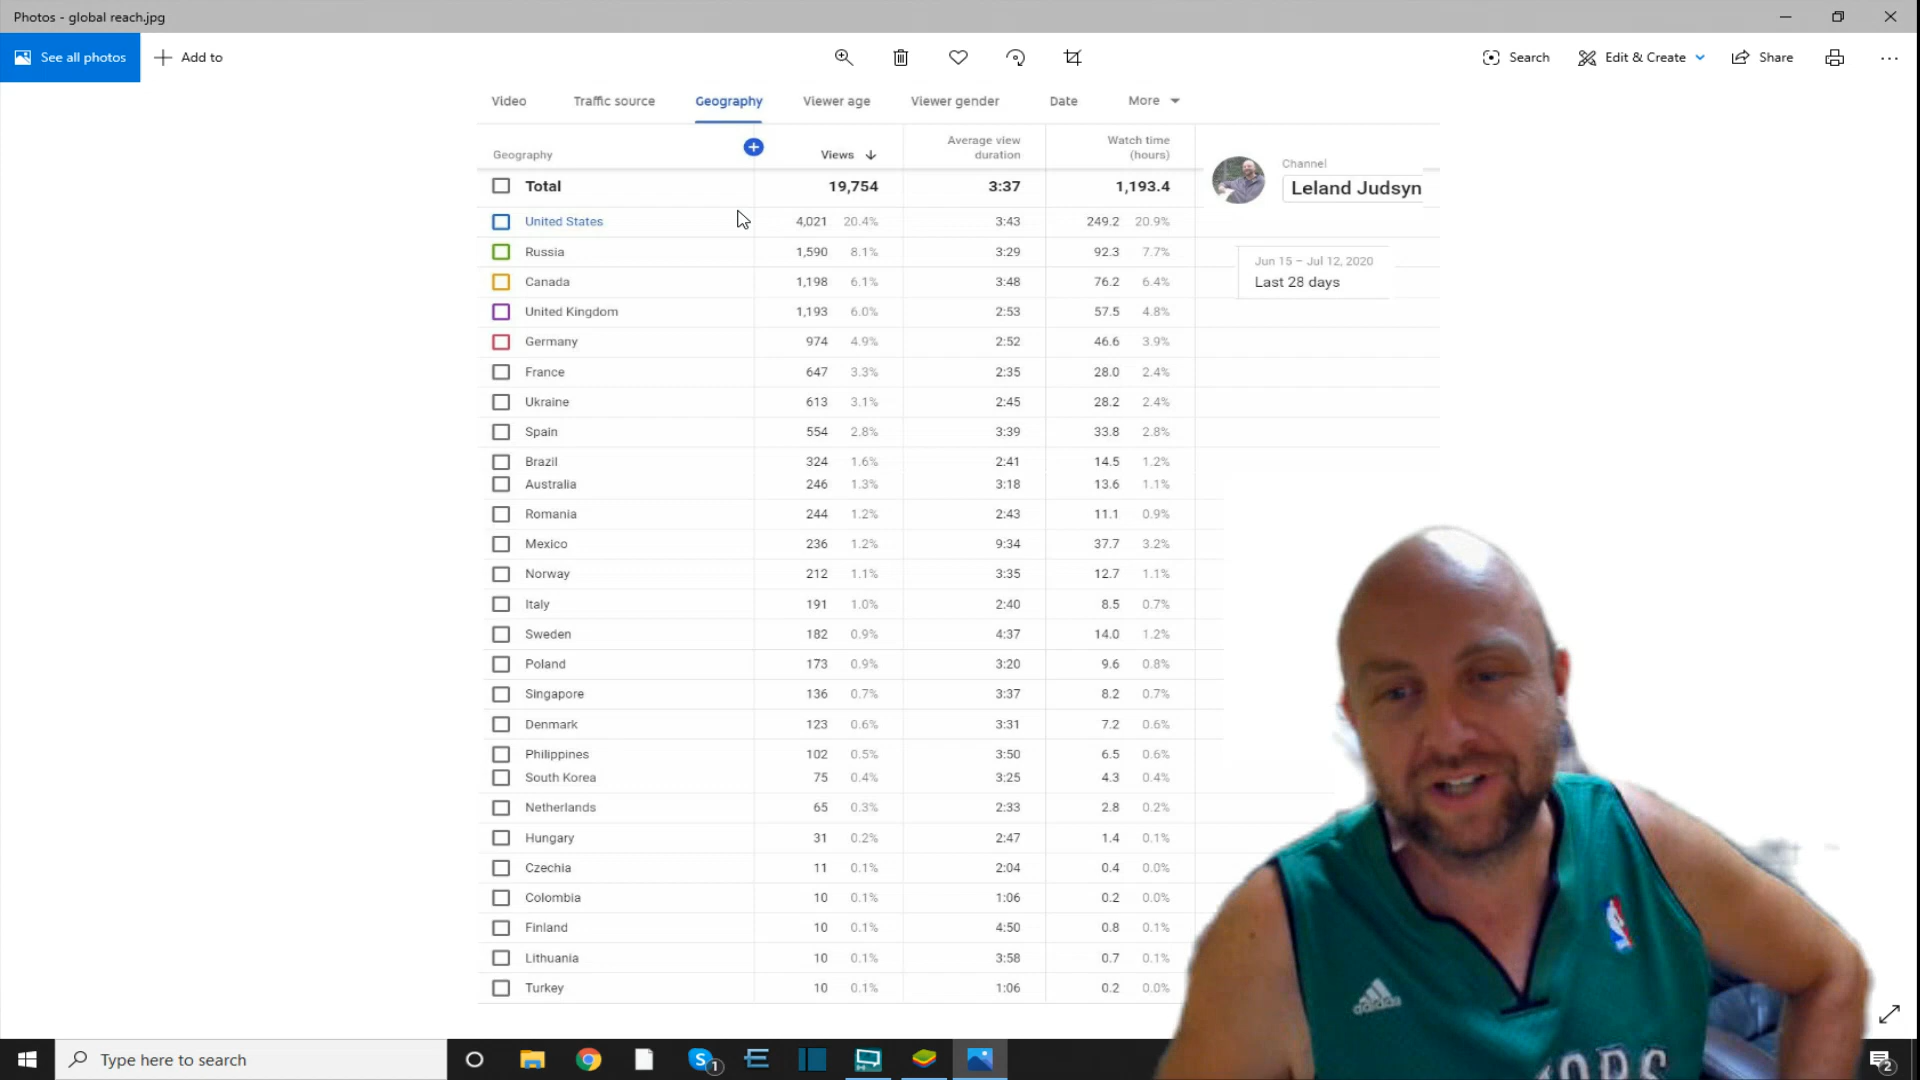 Photos - global reach.jpg
See all photos Add to Search Edit & Create Share
Video Traffic source Geography Viewer age Viewer gender Date More
Geography Views Average view duration Watch time (hours)
Total 19,754 3:37 1,193.4
United States 4,021 20.4% 3:43 249.2 20.9%
Russia 1,590 8.1% 3:29 92.3 7.7%
Canada 1,198 6.1% 3:48 76.2 6.4%
United Kingdom 1,193 6.0% 2:53 57.5 4.8%
Germany 974 4.9% 2:52 46.6 3.9%
France 647 3.3% 2:35 28.0 2.4%
Ukraine 613 3.1% 2:45 28.2 2.4%
Spain 554 2.8% 3:39 33.8 2.8%
Brazil 324 1.6% 2:41 14.5 1.2%
Australia 246 1.3% 3:18 13.6 1.1%
Romania 244 1.2% 2:43 11.1 0.9%
Mexico 236 1.2% 9:34 37.7 3.2%
Norway 212 1.1% 3:35 12.7 1.1%
Italy 191 1.0% 2:40 8.5 0.7%
Sweden 182 0.9% 4:37 14.0 1.2%
Poland 173 0.9% 3:20 9.6 0.8%
Singapore 136 0.7% 3:37 8.2 0.7%
Denmark 123 0.6% 3:31 7.2 0.6%
Philippines 102 0.5% 3:50 6.5 0.6%
South Korea 75 0.4% 3:25 4.3 0.4%
Netherlands 65 0.3% 2:33 2.8 0.2%
Hungary 31 0.2% 2:47 1.4 0.1%
Czechia 11 0.1% 2:04 0.4 0.0%
Colombia 10 0.1% 1:06 0.2 0.0%
Finland 10 0.1% 4:50 0.8 0.1%
Lithuania 10 0.1% 3:58 0.7 0.1%
Turkey 10 0.1% 1:06 0.2 0.0%
Channel
Leland Judsyn
Jun 15 – Jul 12, 2020
Last 28 days
adidas
Type here to search
1
2